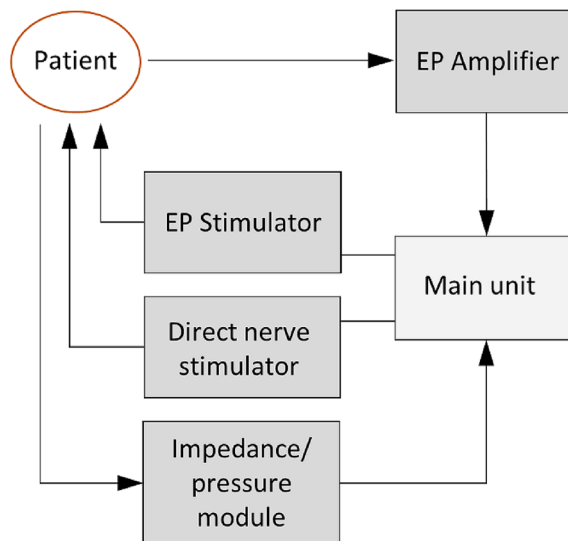 Patient
EP Amplifier
EP Stimulator
Main unit
Direct nerve
stimulator
Impedance/
pressure
module